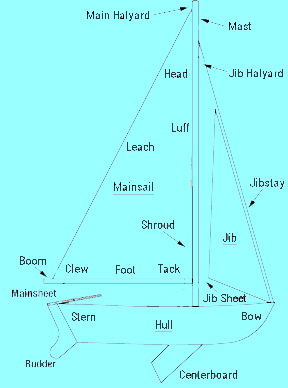 Main Halyard
Mast
Head
Jib Halyard
Luff
Leach
Mainsail
Jibstay
Shroud
Jib
Boom
Clew
Foot
Tack
Mainsheet
Jib Sheet
Stern
Hull
Bow
Rudder
Centerboard